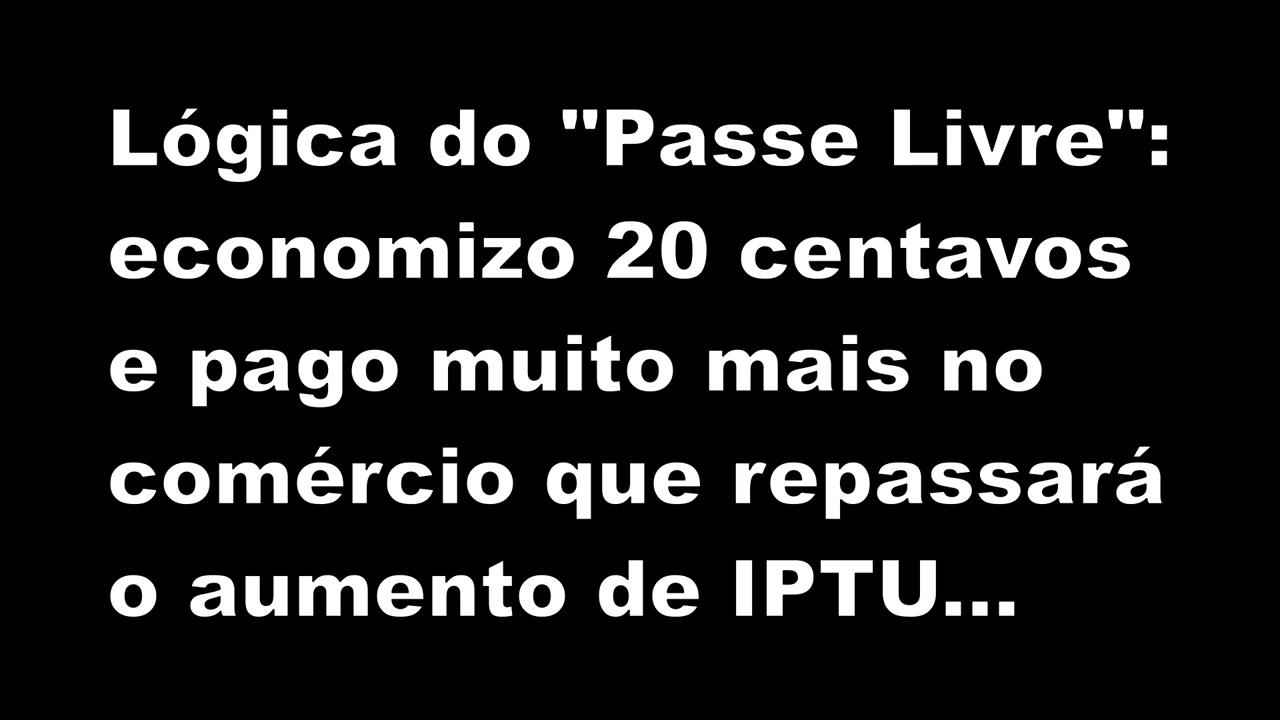 Lógica do "Passe Livre":
economizo 20 centavos
e pago muito mais no
comércio que repassará
o aumento de IPTU...